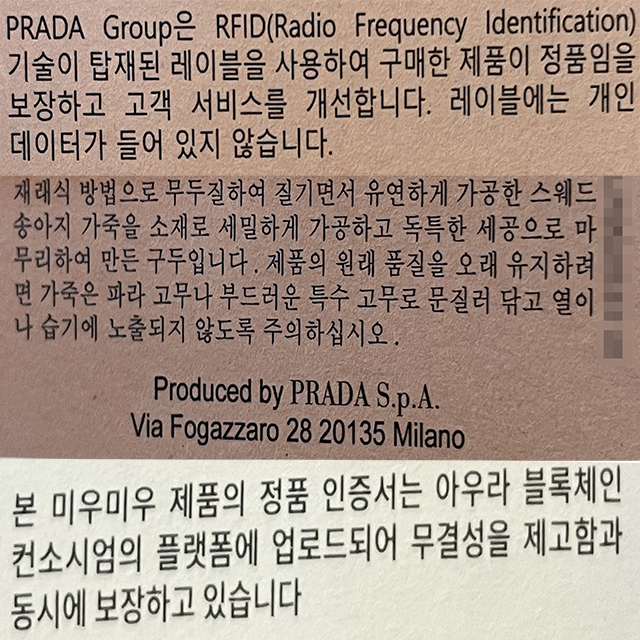 PRADA Group은 RFID(Radio Frequency Identification)
기술이 탑재된 레이블을 사용하여 구매한 제품이 정품임을
보장하고 고객 서비스를 개선합니다. 레이블에는 개인
데이터가 들어 있지 않습니다.
재래식 방법으로 무두질하여 질기면서 유연하게 가공한 스웨드
송아지 가죽을 소재로 세밀하게 가공하고 독특한 세공으로 마
무리하여 만든 구두입니다. 제품의 원래 품질을 오래 유지하려
면 가죽은 파라 고무나 부드러운 특수 고무로 문질러 닦고 열이
나 습기에 노출되지 않도록 주의하십시오.
Produced by PRADA S.p.A.
Via Fogazzaro 28 20135 Milano
본 미우미우 제품의 정품 인증서는 아우라 블록체인
컨소시엄의 플랫폼에 업로드되어 무결성을 제고함과
동시에 보장하고 있습니다